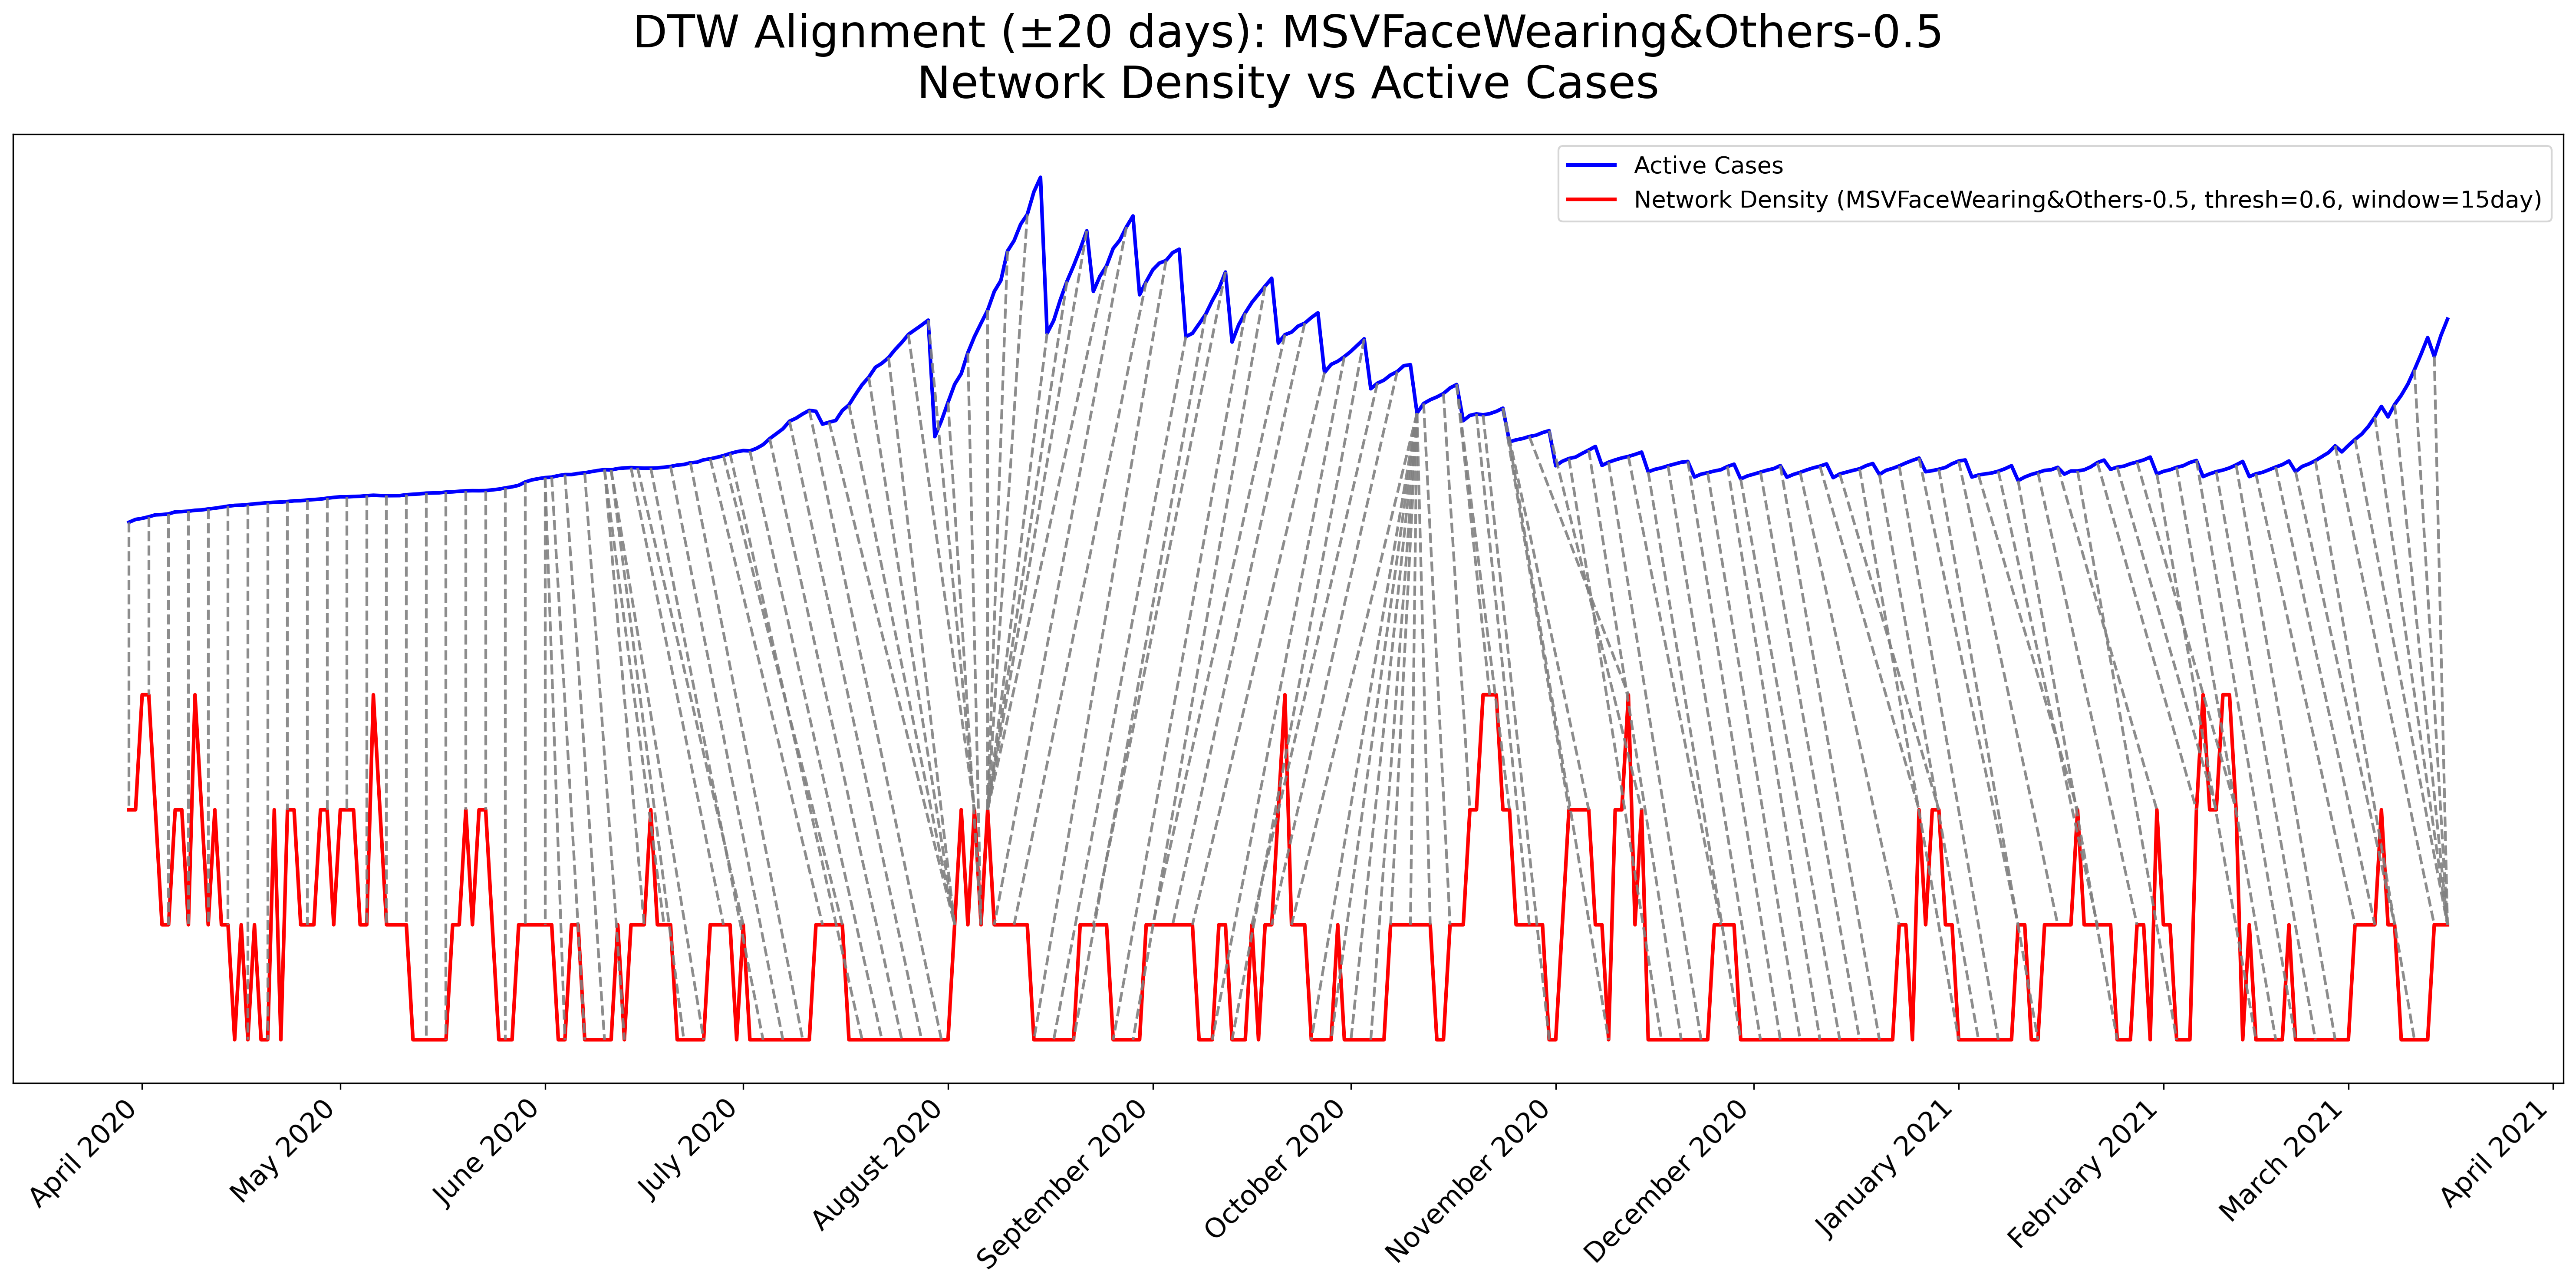 DTW Alignment (±20 days): MSVFaceWearing&Others-0.5
Network Density vs Active Cases
Active Cases
Network Density (MSVFaceWearing&Others-0.5, thresh=0.6, window=15day)
April 2020
May 2020
June 2020
July 2020
August 2020
September 2020
October 2020
November 2020
December 2020
January 2021
February 2021
March 2021
April 2021